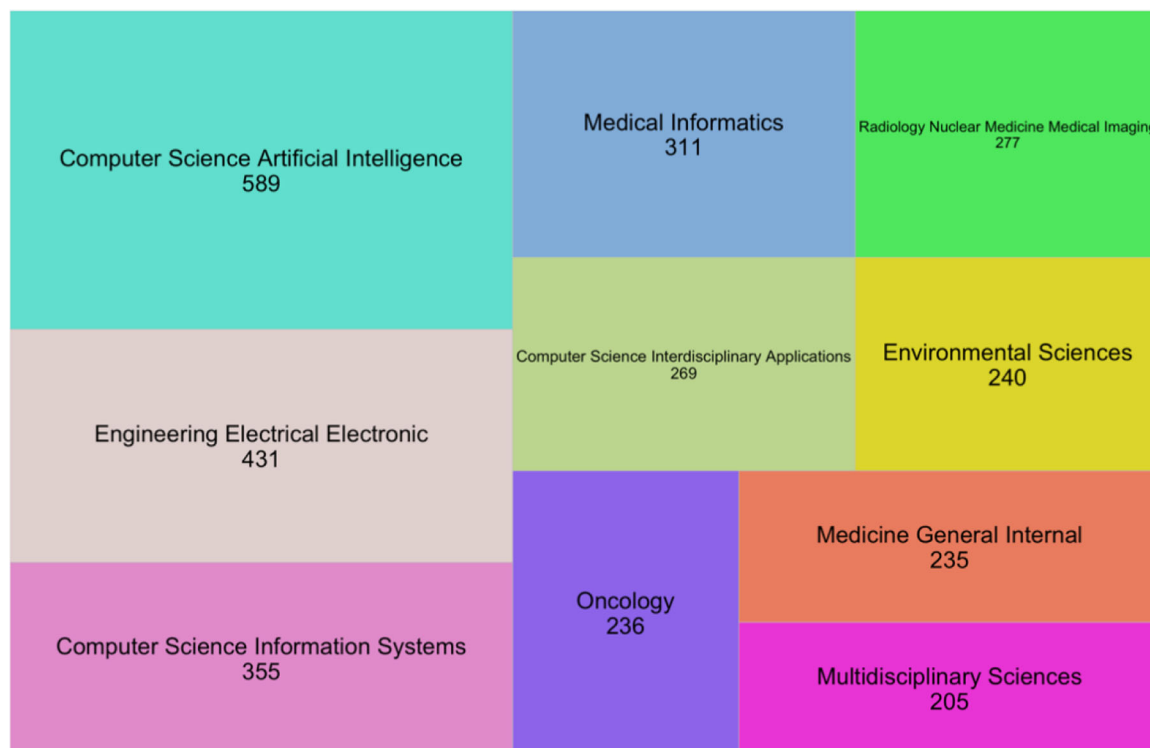 Computer Science Artificial Intelligence
589
Engineering Electrical Electronic
431
Computer Science Information Systems
355
Medical Informatics
311
Radiology Nuclear Medicine Medical Imaging
277
Computer Science Interdisciplinary Applications
269
Environmental Sciences
240
Oncology
236
Medicine General Internal
235
Multidisciplinary Sciences
205